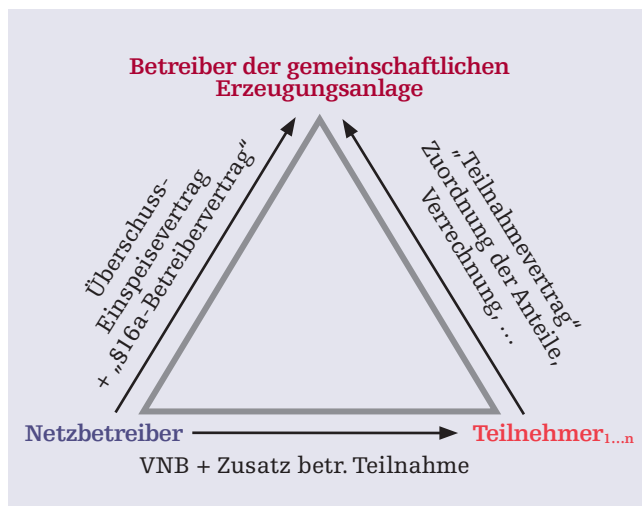 Betreiber der gemeinschaftlichen
Erzeugungsanlage
Überschuss-
Einspeisevertrag
+ „§16a-Betreibervertrag“
„Teilnahmevertrag“
Zuordnung der Anteile,
Verrechnung, ...
Netzbetreiber
Teilnehmer1...n
VNB + Zusatz betr. Teilnahme